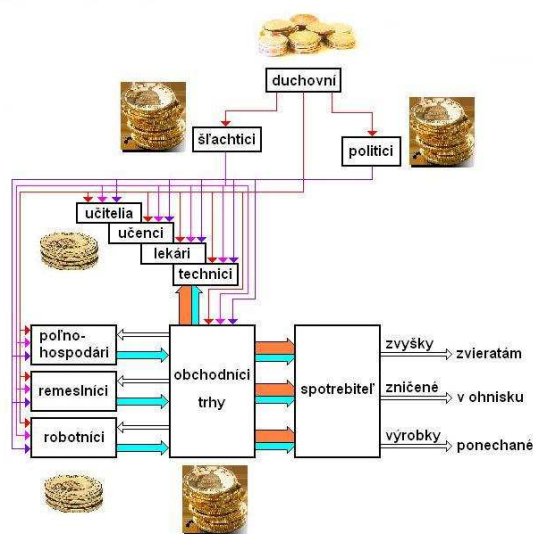 duchovní
šľachtici
politici
učitelia
učenci
lekári
technici
poľno-
hospodári
remeslníci
robotníci
obchodníci
trhy
spotrebiteľ
zvyšky
zvieratám
zničené
v ohnisku
výrobky
ponechané